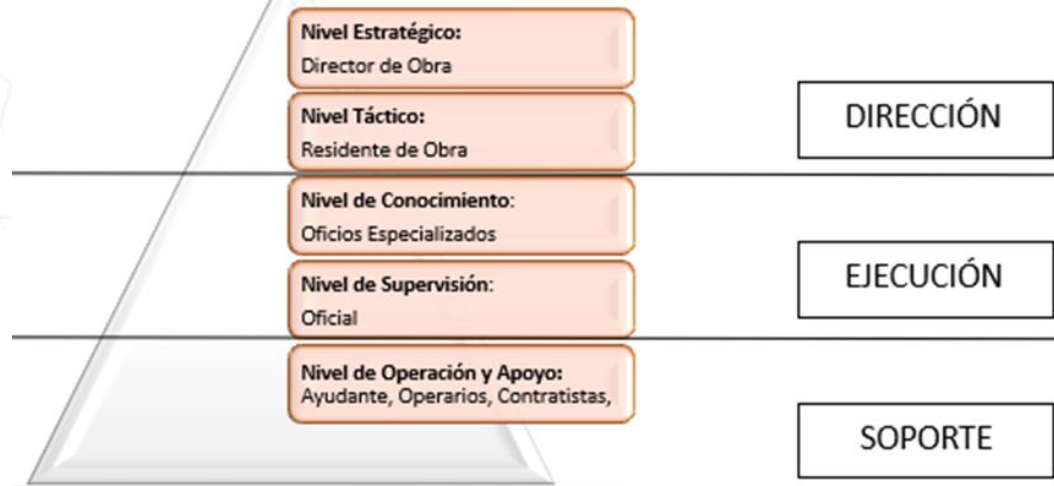 Nivel Estratégico:
Director de Obra
Nivel Táctico:
Residente de Obra
DIRECCIÓN
Nivel de Conocimiento:
Oficios Especializados
Nivel de Supervisión:
Oficial
EJECUCIÓN
Nivel de Operación y Apoyo:
Ayudante, Operarios, Contratistas,
SOPORTE